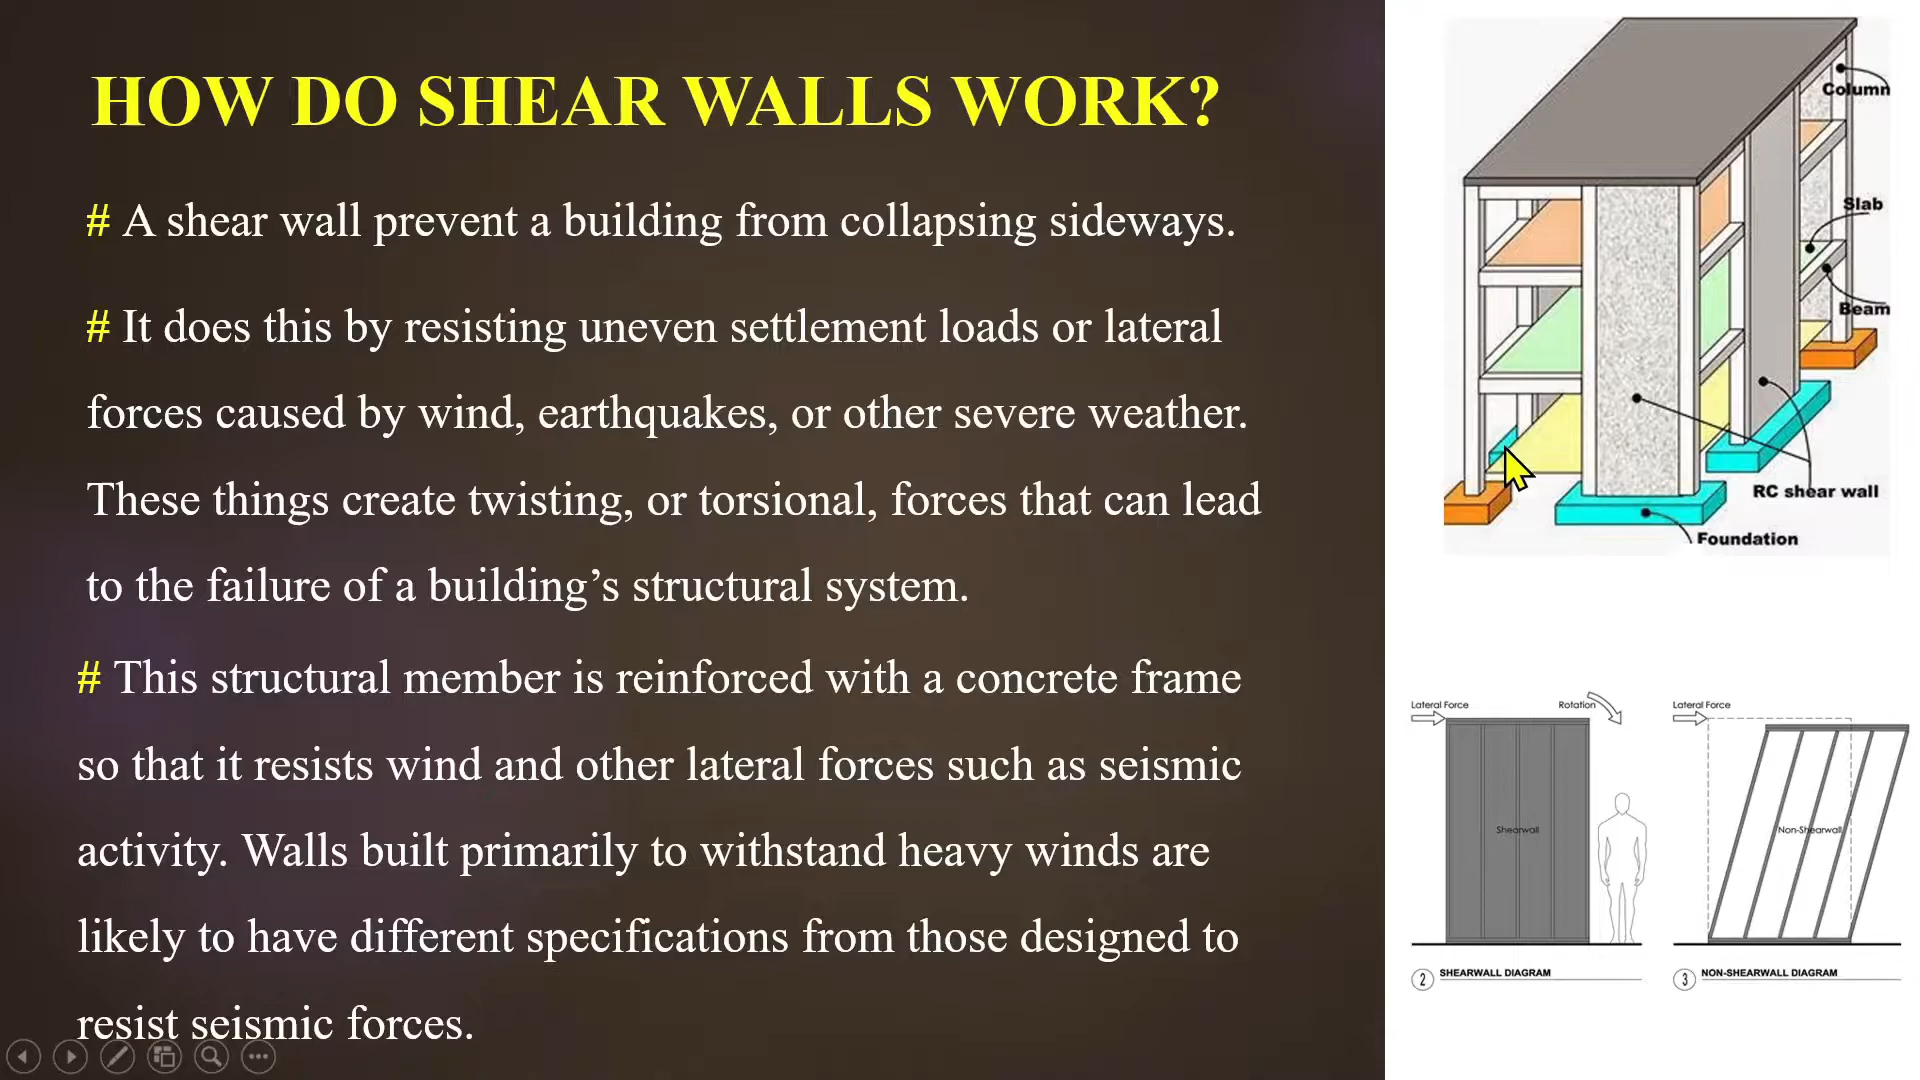 HOW DO SHEAR WALLS WORK?
# A shear wall prevent a building from collapsing sideways.
# It does this by resisting uneven settlement loads or lateral
forces caused by wind, earthquakes, or other severe weather.
These things create twisting, or torsional, forces that can lead
to the failure of a building’s structural system.
# This structural member is reinforced with a concrete frame
so that it resists wind and other lateral forces such as seismic
activity. Walls built primarily to withstand heavy winds are
likely to have different specifications from those designed to
resist seismic forces.
Column
Slab
Beam
RC shear wall
Foundation
Lateral Force
Rotation
Shearwall
2 SHEARWALL DIAGRAM
Lateral Force
Non-Shearwall
3 NON-SHEARWALL DIAGRAM